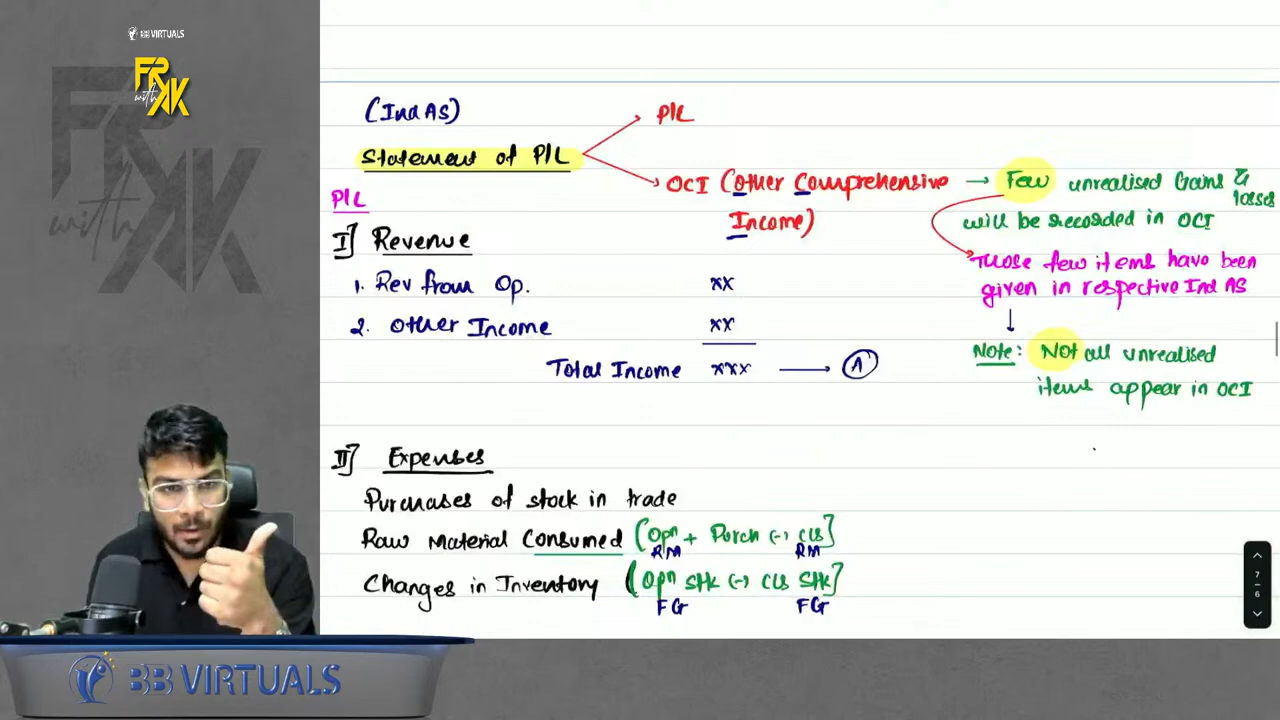 BB VIRTUALS
FR
with
AK
(Ind AS)
Statement of P/L
P/L
OCI (Other Comprehensive
Income)
→ Few unrealised Gains &
losses
will be recorded in OCI
Those few items have been
given in respective Ind AS
Note: Not all unrealised
items appear in OCI
P/L
I] Revenue
1. Rev from Op. xx
2. Other Income xx
Total Income xxx → A
II] Expenses
Purchases of stock in trade
Raw Material Consumed [Opn + Purch (-) cls]
RM RM
Changes in Inventory [Opn Stk (-) cls Stk]
FG FG
7
6
BB VIRTUALS